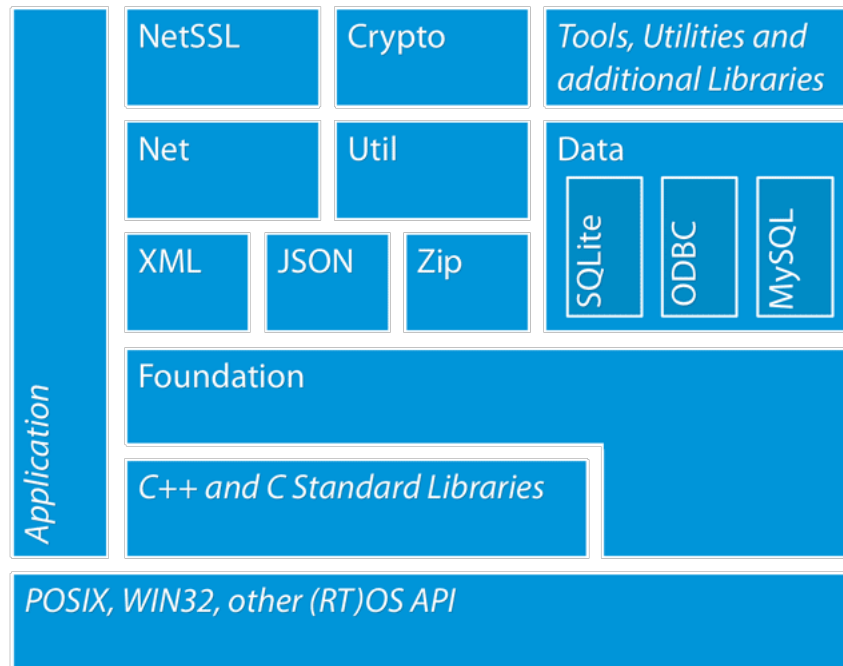 NetSSL
Crypto
Tools, Utilities and
additional Libraries
Net
Util
Data
SQLite
ODBC
MySQL
XML
JSON
Zip
Foundation
Application
C++ and C Standard Libraries
POSIX, WIN32, other (RT)OS API